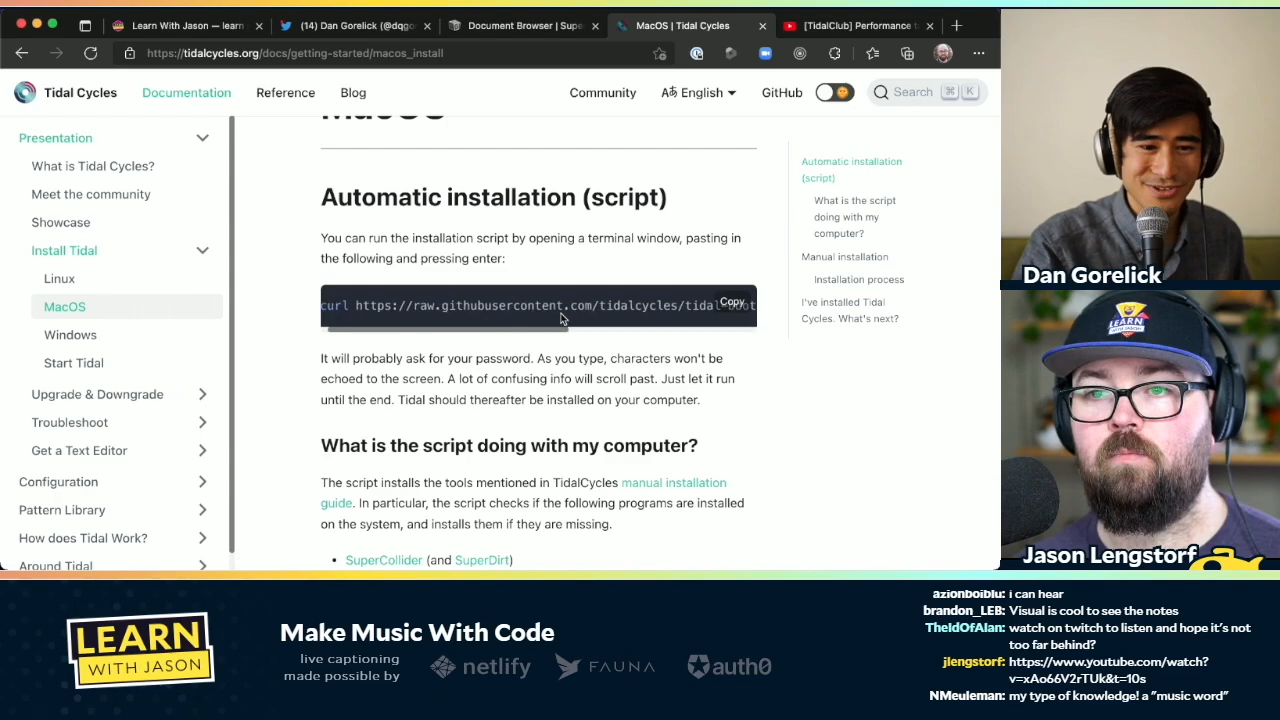 Learn With Jason — learn
(14) Dan Gorelick (@dqgo
Document Browser | Supe
MacOS | Tidal Cycles
[TidalClub] Performance ta
https://tidalcycles.org/docs/getting-started/macos_install
Tidal Cycles
Documentation
Reference
Blog
Community
English
GitHub
Search
⌘
K
Presentation
What is Tidal Cycles?
Meet the community
Showcase
Install Tidal
Linux
MacOS
Windows
Start Tidal
Upgrade & Downgrade
Troubleshoot
Get a Text Editor
Configuration
Pattern Library
How does Tidal Work?
Around Tidal
MacOS
Automatic installation (script)
You can run the installation script by opening a terminal window, pasting in
the following and pressing enter:
curl https://raw.githubusercontent.com/tidalcycles/tidal-boot
Copy
It will probably ask for your password. As you type, characters won't be
echoed to the screen. A lot of confusing info will scroll past. Just let it run
until the end. Tidal should thereafter be installed on your computer.
What is the script doing with my computer?
The script installs the tools mentioned in TidalCycles manual installation
guide. In particular, the script checks if the following programs are installed
on the system, and installs them if they are missing.
• SuperCollider (and SuperDirt)
Automatic installation
(script)
What is the script
doing with my
computer?
Manual installation
Installation process
I've installed Tidal
Cycles. What's next?
Dan Gorelick
LEARN
WITH JASON
Jason Lengstorf
LEARN
WITH JASON
Make Music With Code
live captioning
made possible by
netlify
FAUNA
auth0
azionboiblu: i can hear
brandon_LEB: Visual is cool to see the notes
TheIdOfAlan: watch on twitch to listen and hope it's not
too far behind?
jlengstorf: https://www.youtube.com/watch?
v=xAo66V2rTUk&t=10s
NMeuleman: my type of knowledge! a "music word"